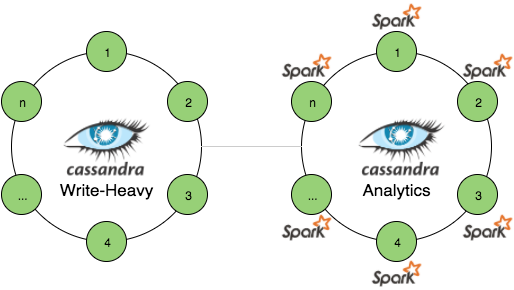 Spark
1
1
Spark
Spark
n
2
n
2
cassandra
Write-Heavy
cassandra
Analytics
...
3
...
3
Spark
Spark
4
4
Spark